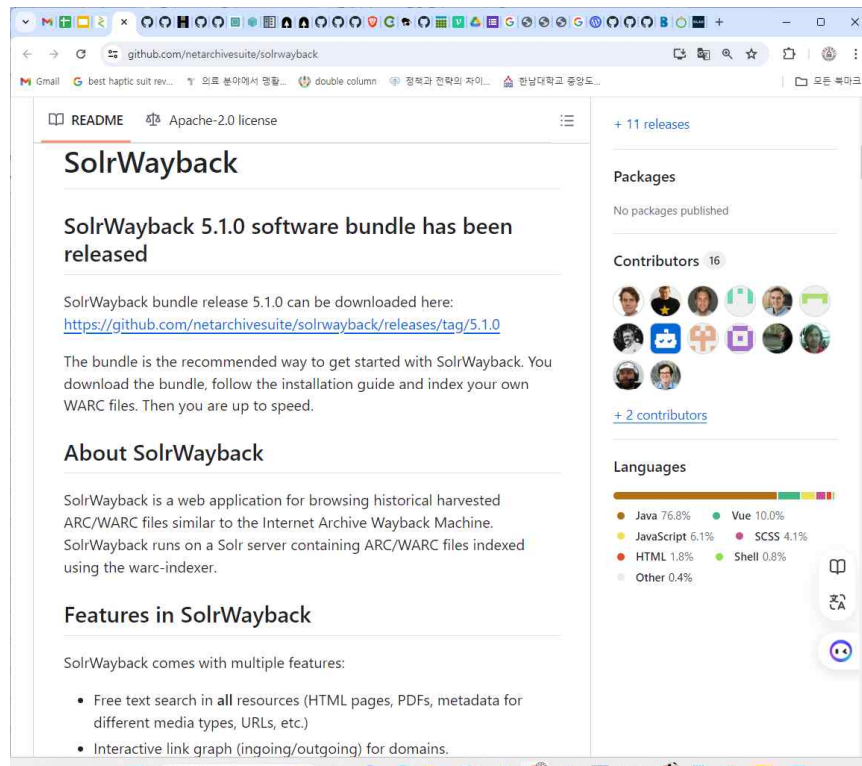 github.com/netarchivesuite/solrwayback
Gmail
best haptic suit rev...
의료 분야에서 명활...
double column
정책과 전략의 차이...
한남대학교 중앙도...
모든 북마크
README
Apache-2.0 license
SolrWayback
SolrWayback 5.1.0 software bundle has been
released
SolrWayback bundle release 5.1.0 can be downloaded here:
https://github.com/netarchivesuite/solrwayback/releases/tag/5.1.0
The bundle is the recommended way to get started with SolrWayback. You
download the bundle, follow the installation guide and index your own
WARC files. Then you are up to speed.
About SolrWayback
SolrWayback is a web application for browsing historical harvested
ARC/WARC files similar to the Internet Archive Wayback Machine.
SolrWayback runs on a Solr server containing ARC/WARC files indexed
using the warc-indexer.
Features in SolrWayback
SolrWayback comes with multiple features:
Free text search in all resources (HTML pages, PDFs, metadata for
different media types, URLs, etc.)
Interactive link graph (ingoing/outgoing) for domains.
+ 11 releases
Packages
No packages published
Contributors 16
+ 2 contributors
Languages
Java 76.8%
Vue 10.0%
JavaScript 6.1%
SCSS 4.1%
HTML 1.8%
Shell 0.8%
Other 0.4%